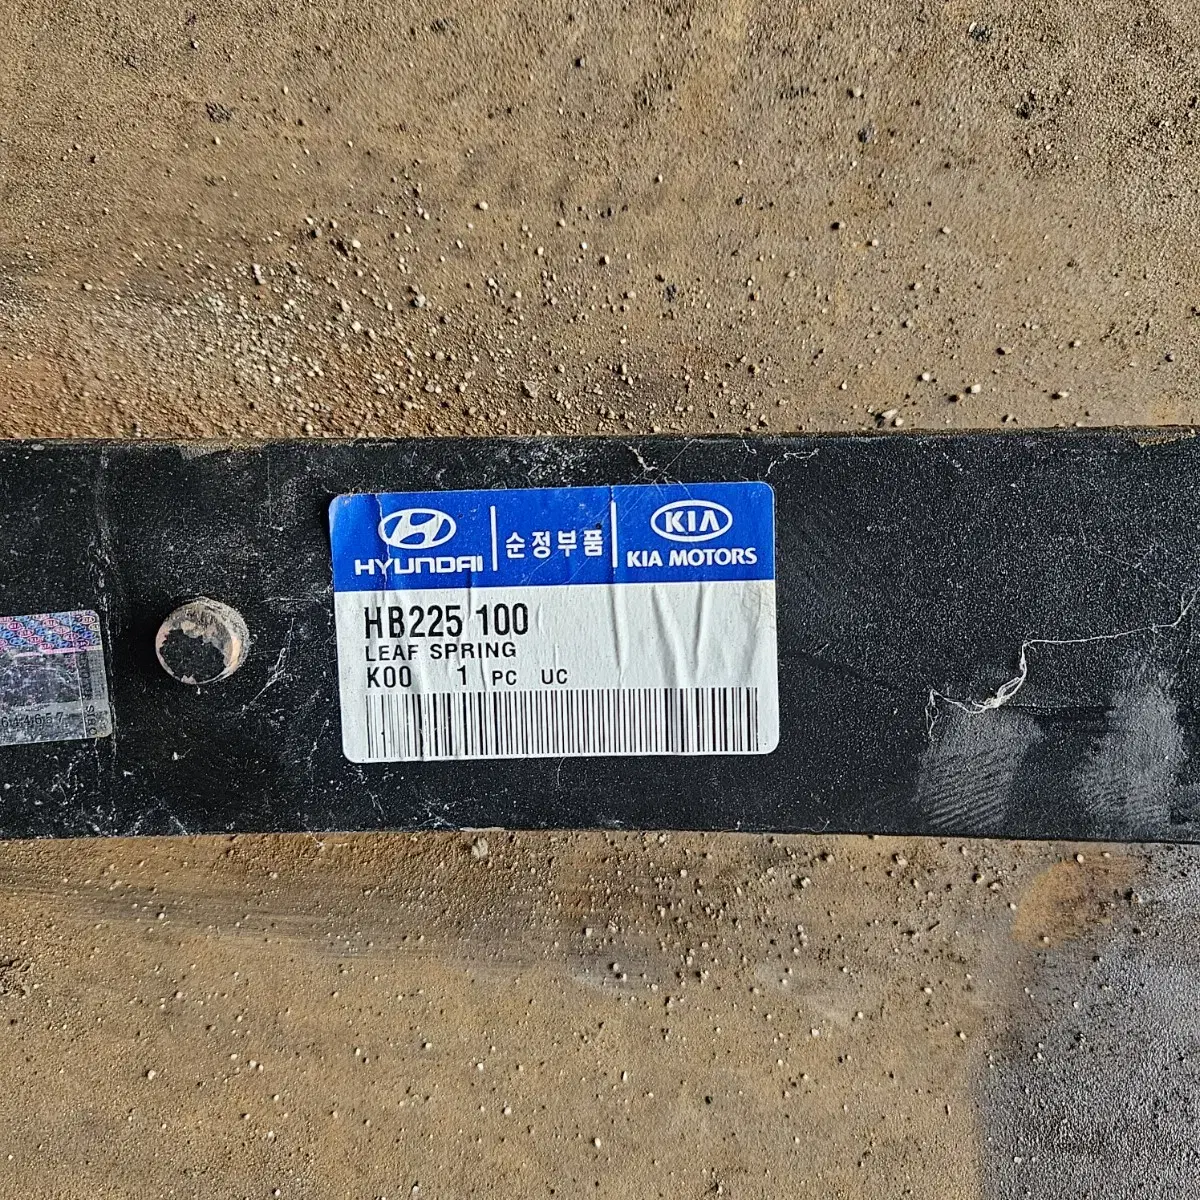 HYUNDAI
순정부품
KIA
KIA MOTORS
HB225 100
LEAF SPRING
K00 1 PC UC